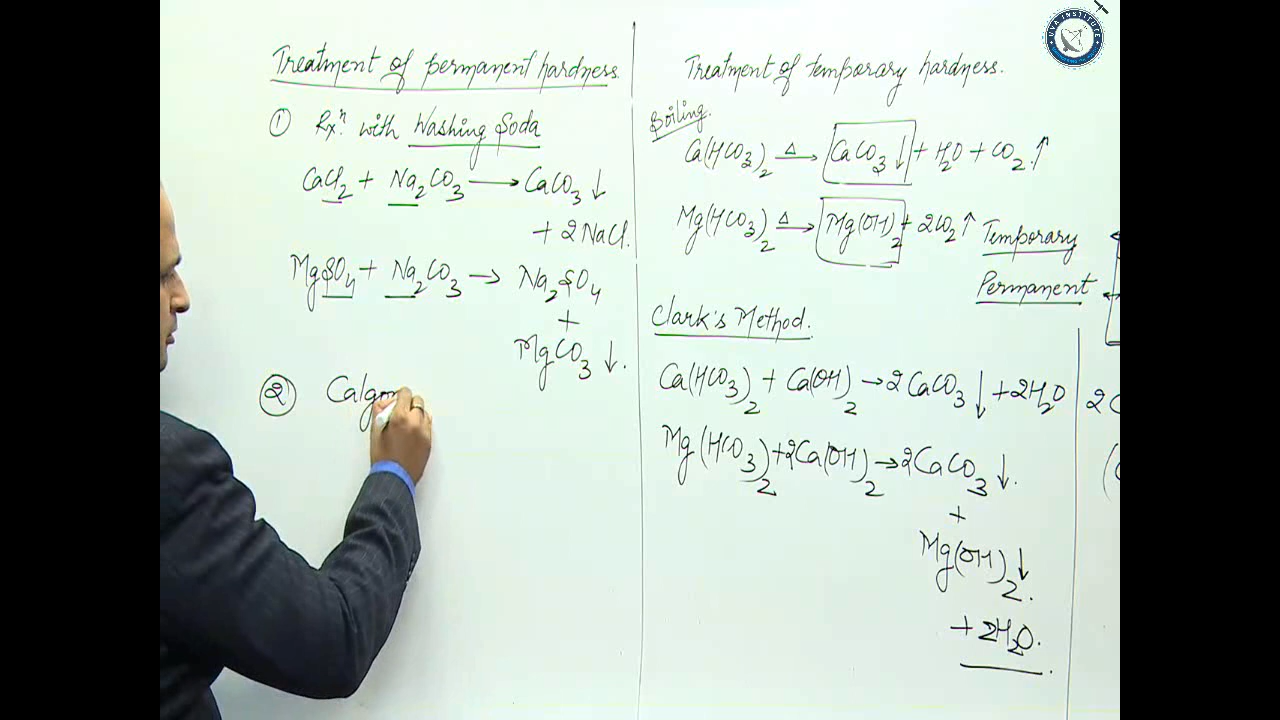 Treatment of permanent hardness.
① Rxⁿ. with Washing Soda
CaCl₂ + Na₂CO₃ → CaCO₃ ↓
+ 2NaCl.
MgSO₄ + Na₂CO₃ → Na₂SO₄
+
MgCO₃ ↓.
② Calgon
Treatment of temporary hardness.
Boiling.
Ca(HCO₃)₂ —Δ→ CaCO₃ ↓ + H₂O + CO₂ ↑
Mg(HCO₃)₂ —Δ→ Mg(OH)₂ + 2CO₂ ↑
Temporary
Permanent
Clark's Method.
Ca(HCO₃)₂ + Ca(OH)₂ → 2CaCO₃ ↓ + 2H₂O
Mg(HCO₃)₂ + 2Ca(OH)₂ → 2CaCO₃ ↓.
+
Mg(OH)₂ ↓.
+ 2H₂O.
VVA INSTITUTE